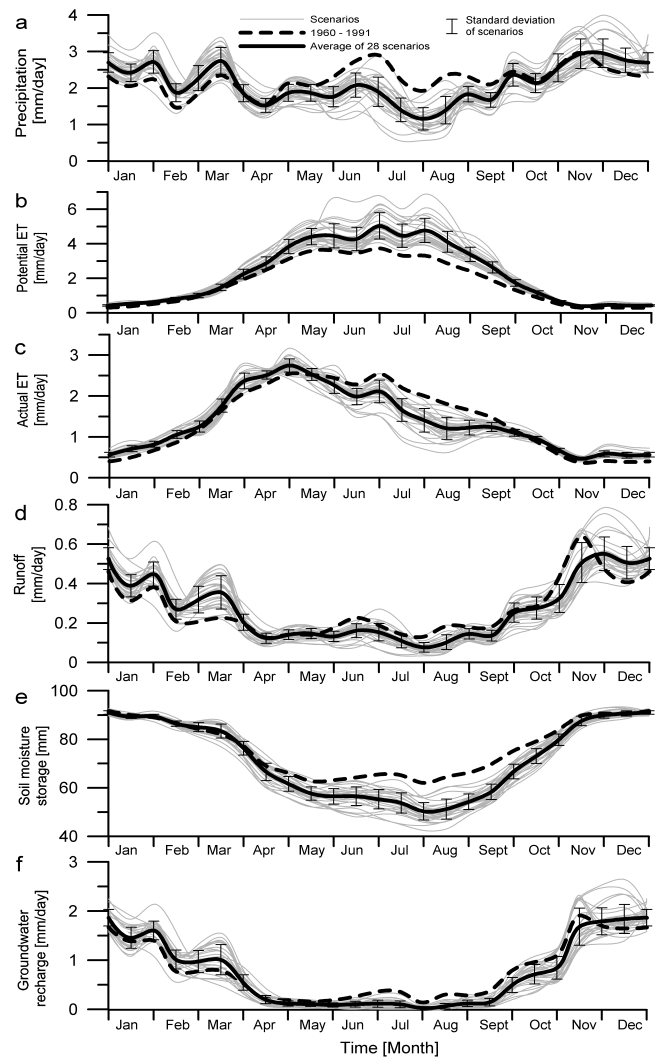 a
Scenarios
1960 - 1991
Average of 28 scenarios
Standard deviation
of scenarios
Precipitation
[mm/day]
4
3
2
1
0
Jan Feb Mar Apr May Jun Jul Aug Sept Oct Nov Dec
b
Potential ET
[mm/day]
6
4
2
0
Jan Feb Mar Apr May Jun Jul Aug Sept Oct Nov Dec
c
Actual ET
[mm/day]
3
2
1
0
Jan Feb Mar Apr May Jun Jul Aug Sept Oct Nov Dec
d
Runoff
[mm/day]
0.8
0.6
0.4
0.2
0
Jan Feb Mar Apr May Jun Jul Aug Sept Oct Nov Dec
e
Soil moisture
storage [mm]
100
80
60
40
Jan Feb Mar Apr May Jun Jul Aug Sept Oct Nov Dec
f
Groundwater
recharge [mm/day]
3
2
1
0
Jan Feb Mar Apr May Jun Jul Aug Sept Oct Nov Dec
Time [Month]